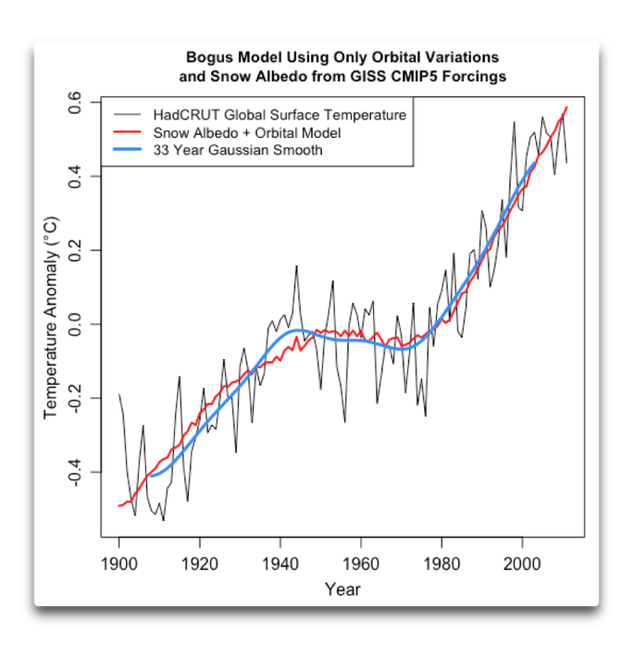 Bogus Model Using Only Orbital Variations
and Snow Albedo from GISS CMIP5 Forcings
HadCRUT Global Surface Temperature
Snow Albedo + Orbital Model
33 Year Gaussian Smooth
Temperature Anomaly (°C)
0.6
0.4
0.2
0.0
-0.2
-0.4
1900 1920 1940 1960 1980 2000
Year